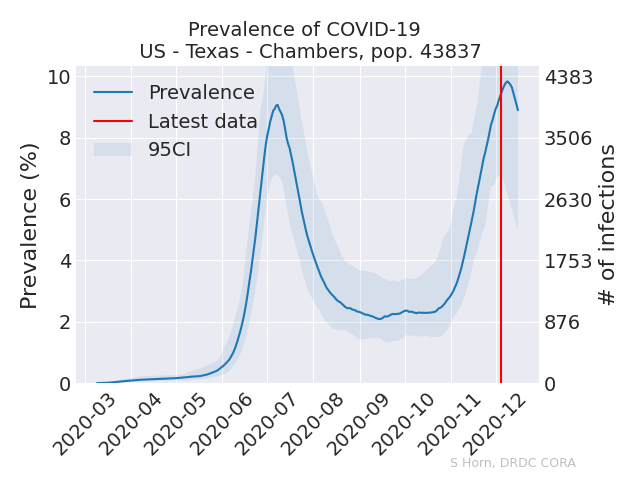 Prevalence of COVID-19
US - Texas - Chambers, pop. 43837
Prevalence
Latest data
95CI
Prevalence (%)
10
8
6
4
2
0
4383
3506
2630
1753
876
0
# of infections
2020-03
2020-04
2020-05
2020-06
2020-07
2020-08
2020-09
2020-10
2020-11
2020-12
S Horn, DRDC CORA